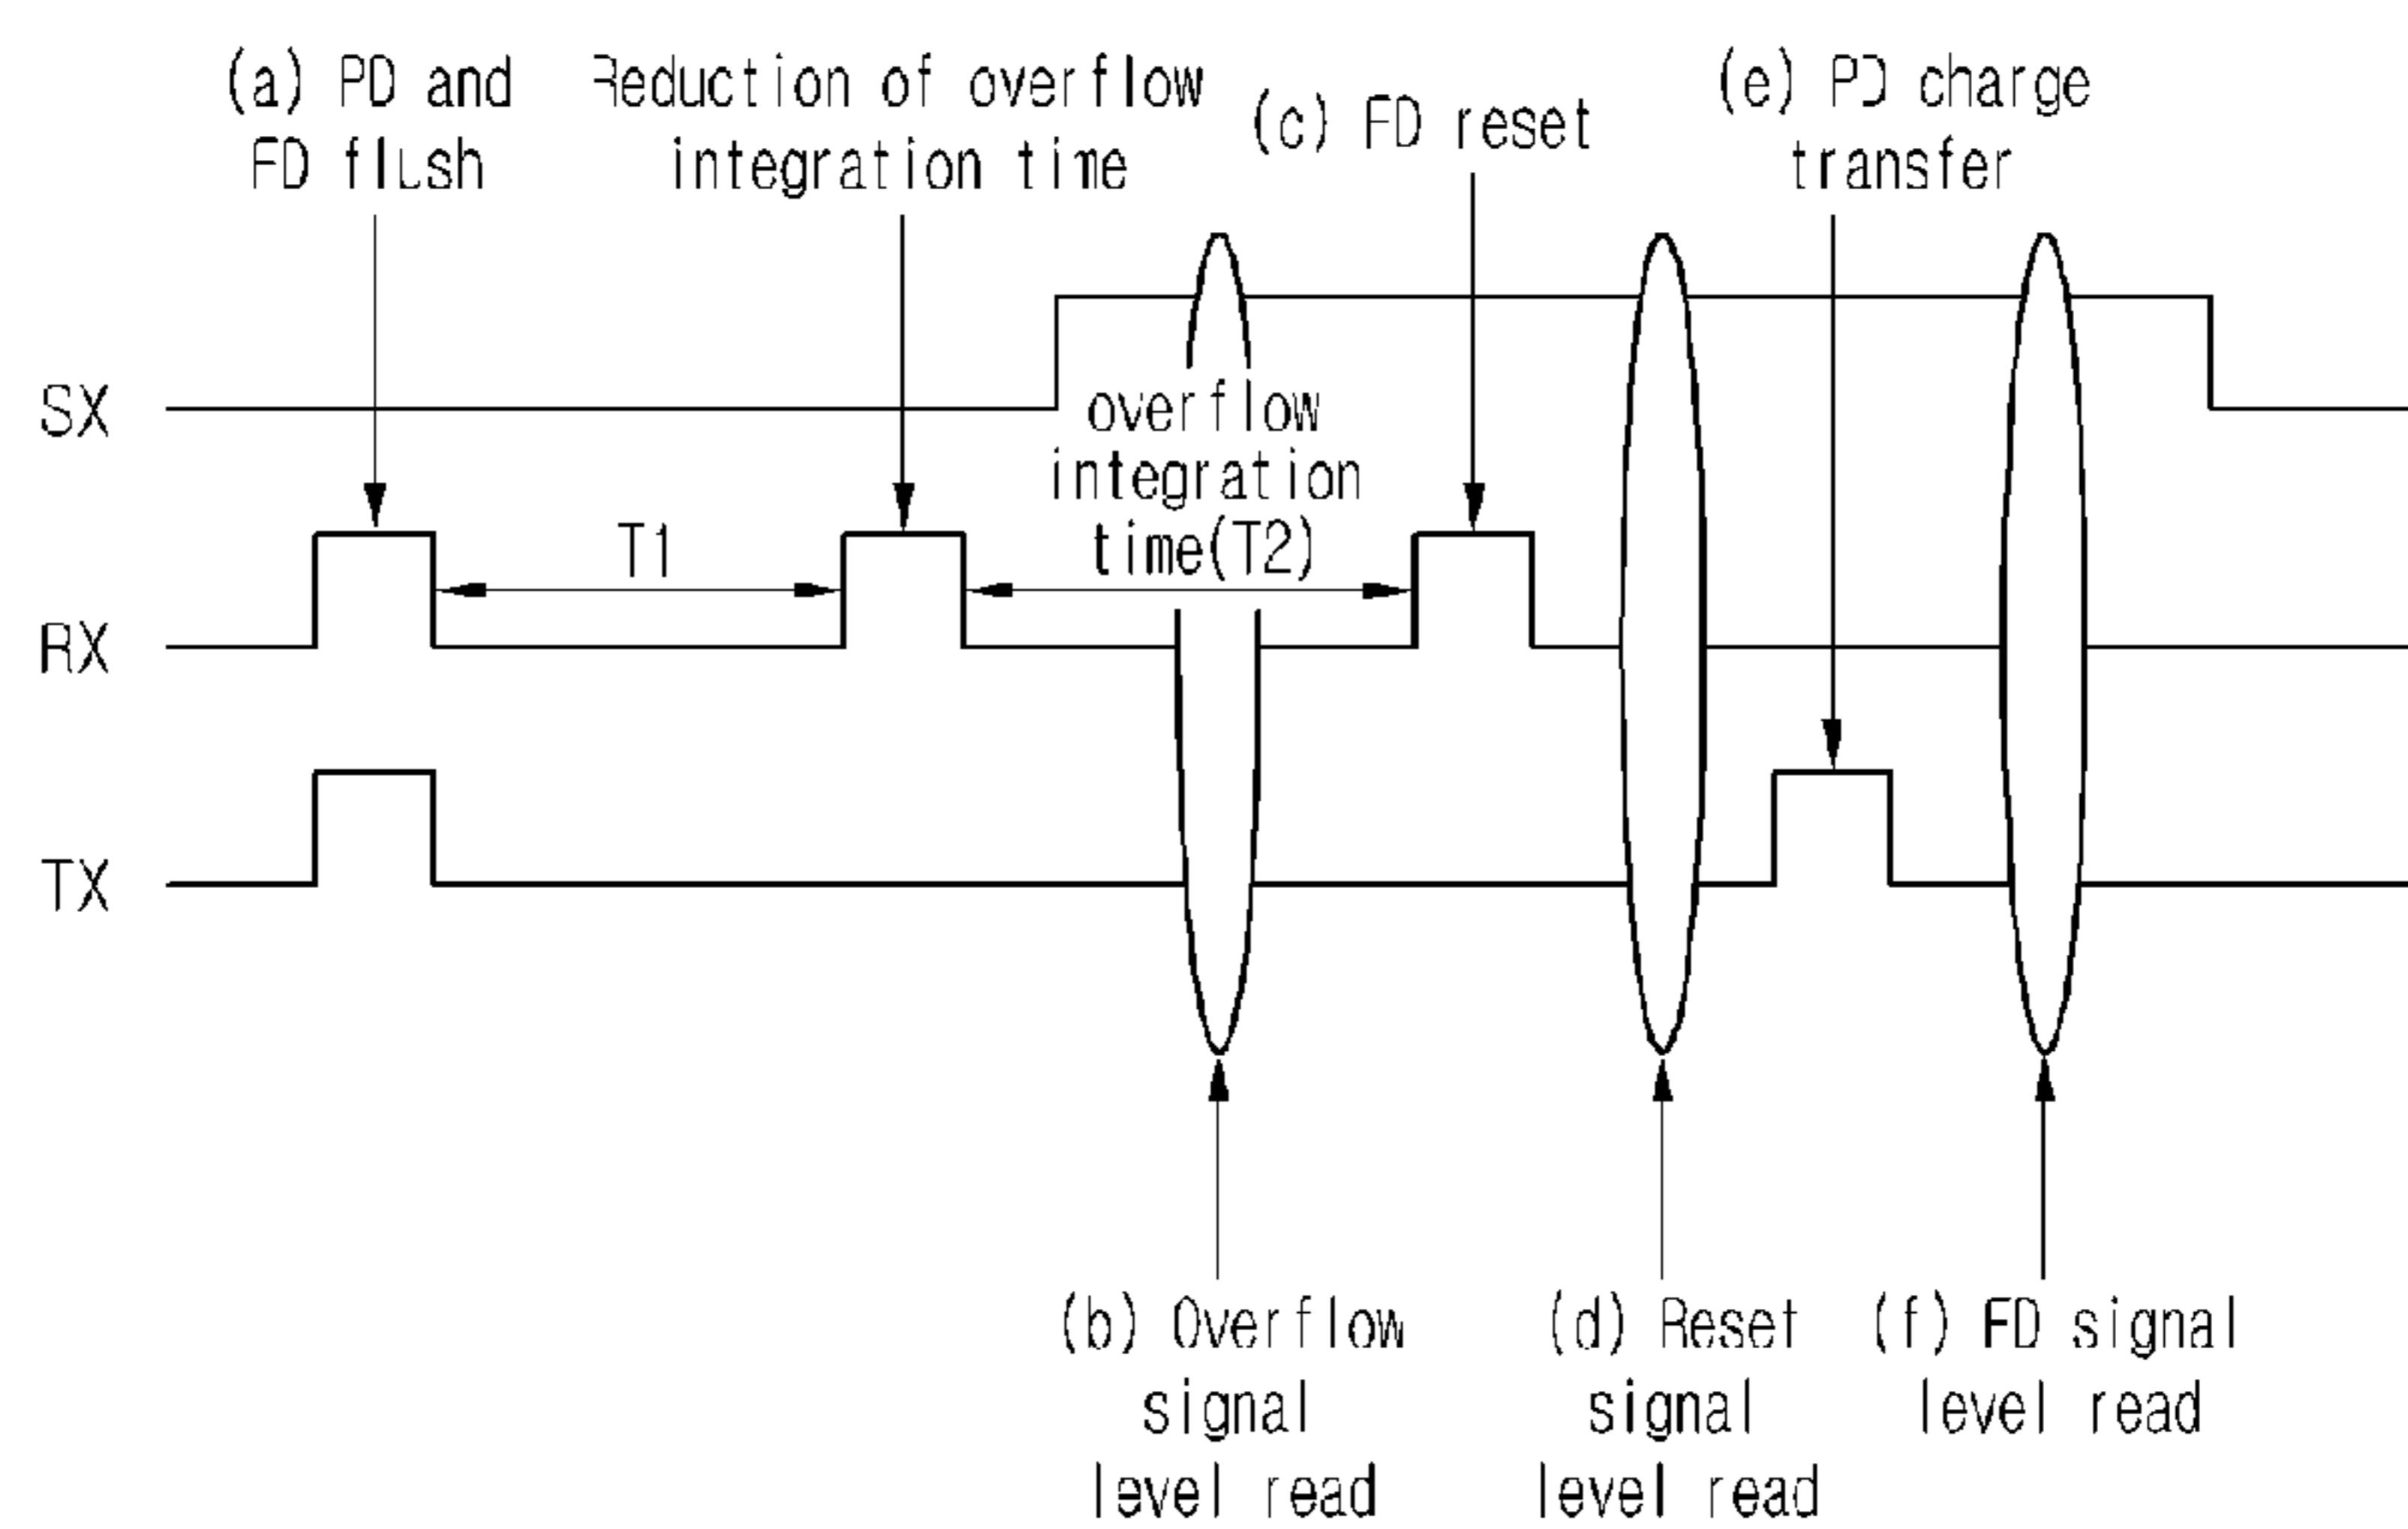 (a) PD and
FD flush
Reduction of overflow
integration time
(c) FD reset
(e) PD charge
transfer
SX
overflow
integration
time(T2)
T1
RX
TX
(b) Overflow
signal
level read
(d) Reset
signal
level read
(f) FD signal
level read